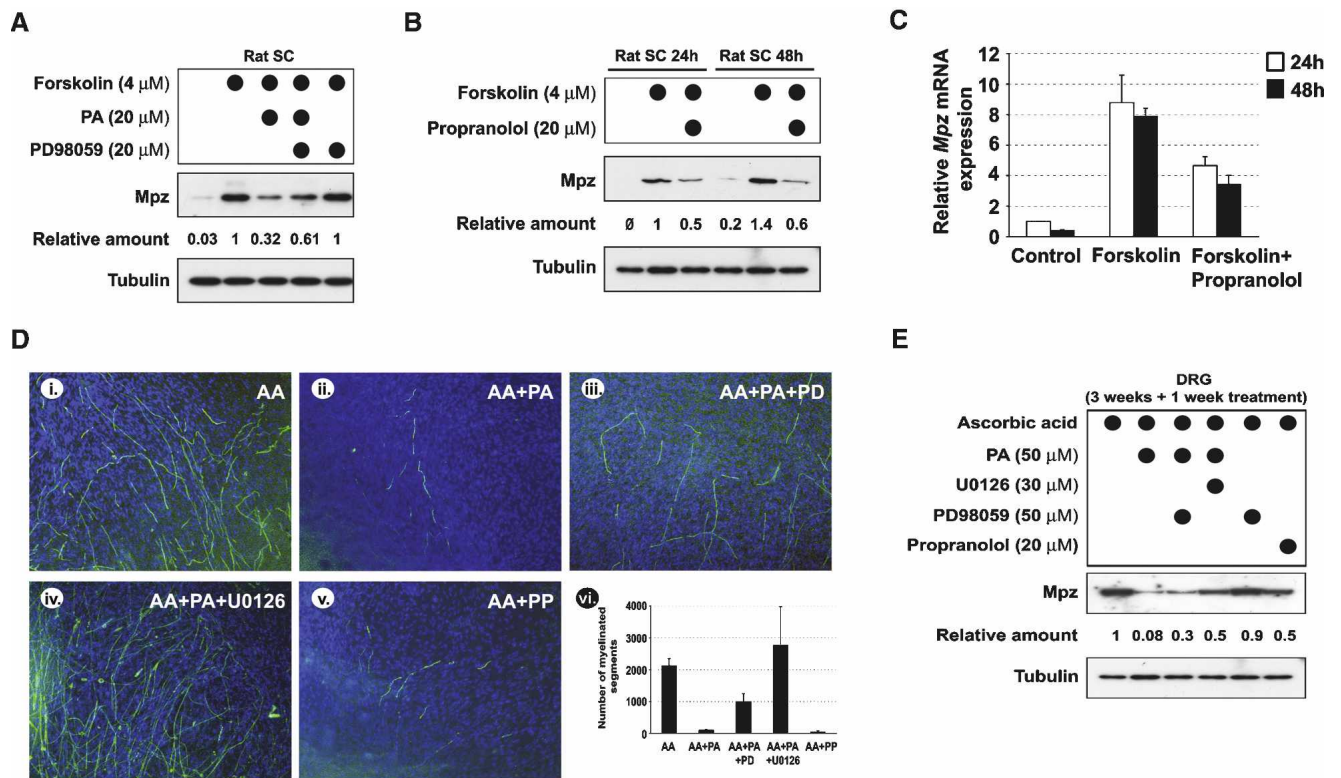 A
Rat SC
Forskolin (4 µM)
PA (20 µM)
PD98059 (20 µM)
Mpz
Relative amount 0.03 1 0.32 0.61 1
Tubulin
B
Rat SC 24h Rat SC 48h
Forskolin (4 µM)
Propranolol (20 µM)
Mpz
Relative amount Ø 1 0.5 0.2 1.4 0.6
Tubulin
C
Relative Mpz mRNA
expression
12
10
8
6
4
2
0
24h
48h
Control Forskolin Forskolin+
Propranolol
D
i. AA
ii. AA+PA
iii. AA+PA+PD
iv. AA+PA+U0126
v. AA+PP
vi.
Number of myelinated
segments
4000
3000
2000
1000
0
AA AA+PA AA+PA AA+PA AA+PP
+PD +U0126
E
DRG
(3 weeks + 1 week treatment)
Ascorbic acid
PA (50 µM)
U0126 (30 µM)
PD98059 (50 µM)
Propranolol (20 µM)
Mpz
Relative amount 1 0.08 0.3 0.5 0.9 0.5
Tubulin